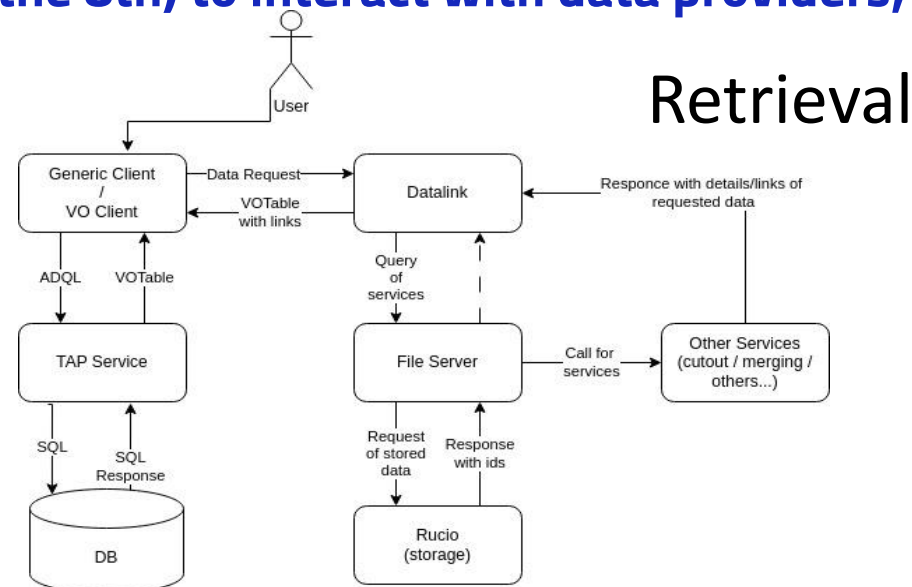 the 8th, to interact with data providers,
Retrieval
User
Generic Client
/
VO Client
Data Request
Datalink
VOTable
with links
Responce with details/links of
requested data
ADQL
VOTable
Query
of
services
TAP Service
File Server
Call for
services
Other Services
(cutout / merging /
others...)
SQL
SQL
Response
Request
of stored
data
Response
with ids
DB
Rucio
(storage)